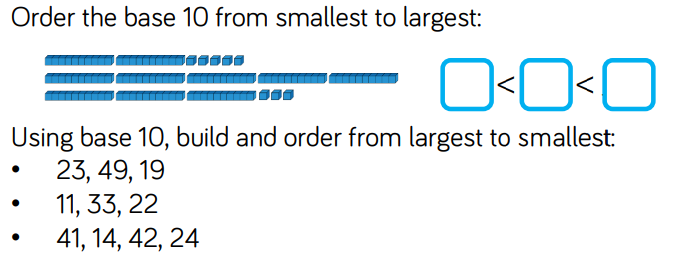 Order the base 10 from smallest to largest:
< <
Using base 10, build and order from largest to smallest:
• 23, 49, 19
• 11, 33, 22
• 41, 14, 42, 24